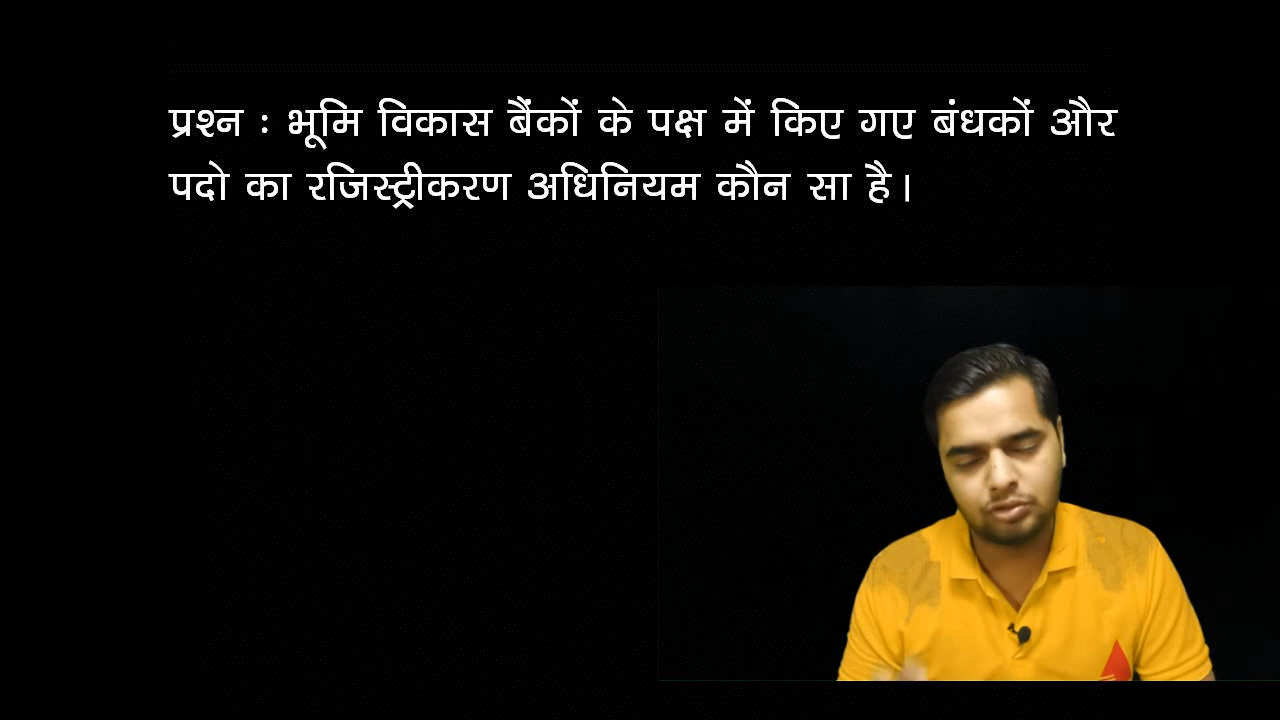 प्रश्न : भूमि विकास बैंकों के पक्ष में किए गए बंधकों और
पदो का रजिस्ट्रीकरण अधिनियम कौन सा है।